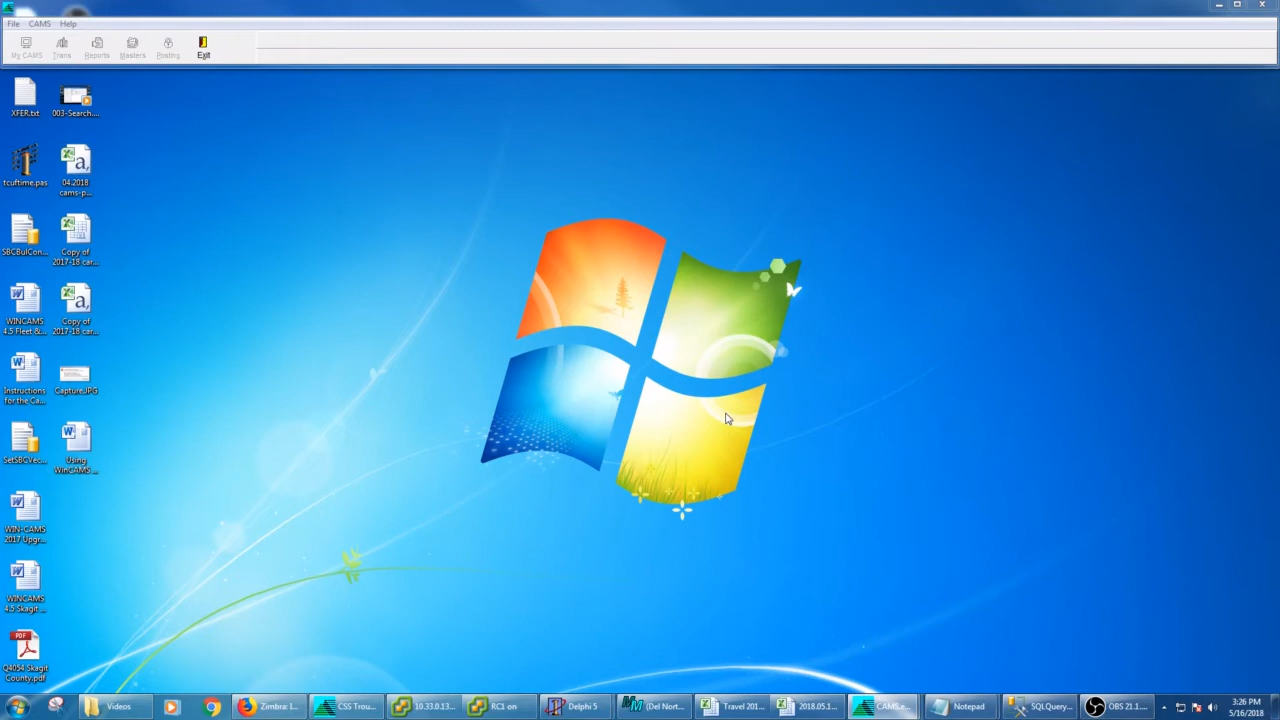 File CAMS Help
My CAMS Trans Reports Masters Posting Exit
XFER.txt
003-Search....
tcuftime.pas
04.2018
cams-p...
SBCBulCon...
Copy of
2017-18 car...
WINCAMS
4.5 Fleet &...
Copy of
2017-18 car...
Instructions
for the Ca...
Capture.JPG
SetSBCVec...
Using
WinCAMS ...
WIN-CAMS
2017 Upgr...
WINCAMS
4.5 Skagit ...
PDF
Q4054 Skagit
County.pdf
Videos
Zimbra: I...
CSS Trou...
10.33.0.13...
RC1 on
Delphi 5
(Del Nort...
Travel 201...
2018.05.1...
CAMS.e...
Notepad
SQLQuery...
OBS 21.1....
3:26 PM
5/16/2018